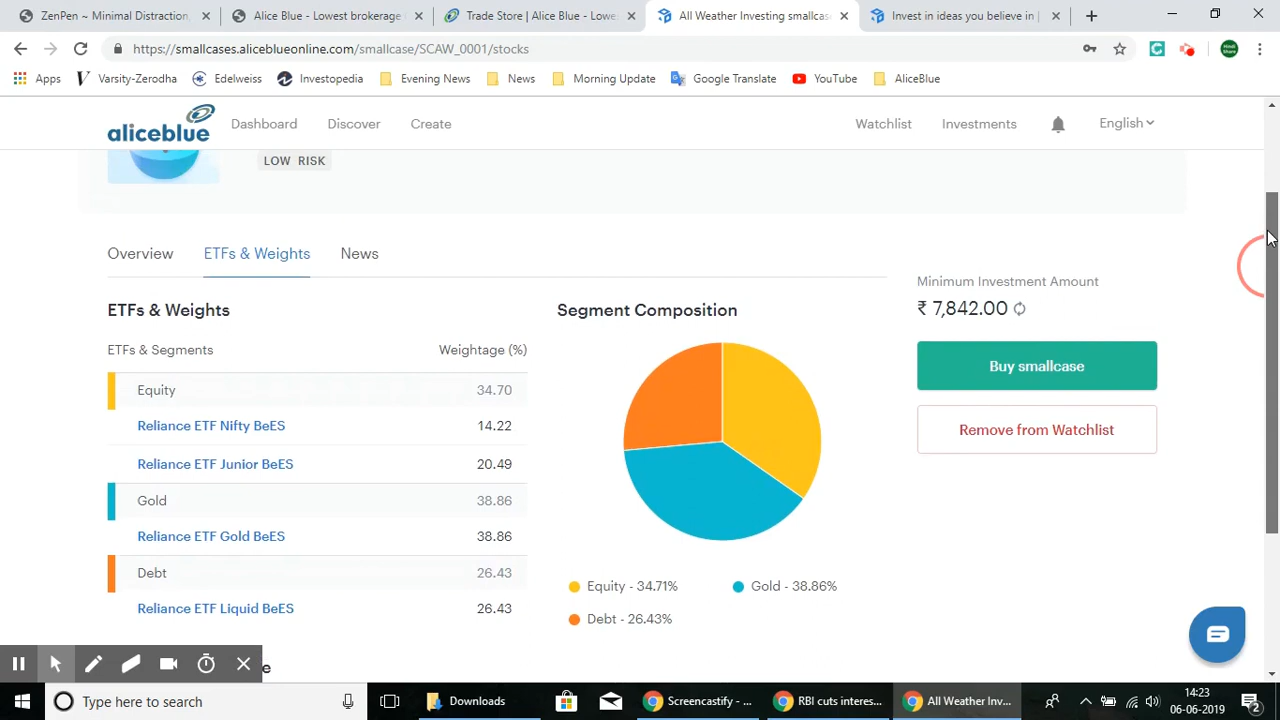 ZenPen ~ Minimal Distraction
Alice Blue - Lowest brokerage
Trade Store | Alice Blue - Lowe
All Weather Investing smallcas
Invest in ideas you believe in |
https://smallcases.aliceblueonline.com/smallcase/SCAW_0001/stocks
Apps
Varsity-Zerodha
Edelweiss
Investopedia
Evening News
News
Morning Update
Google Translate
YouTube
AliceBlue
aliceblue
Dashboard
Discover
Create
Watchlist
Investments
English
LOW RISK
Overview
ETFs & Weights
News
Minimum Investment Amount
₹ 7,842.00
Buy smallcase
Remove from Watchlist
ETFs & Weights
ETFs & Segments Weightage (%)
Equity 34.70
Reliance ETF Nifty BeES 14.22
Reliance ETF Junior BeES 20.49
Gold 38.86
Reliance ETF Gold BeES 38.86
Debt 26.43
Reliance ETF Liquid BeES 26.43
Segment Composition
Equity - 34.71%
Gold - 38.86%
Debt - 26.43%
e
Type here to search
Downloads
Screencastify - ...
RBI cuts interes...
All Weather Inv...
14:23
06-06-2019
2